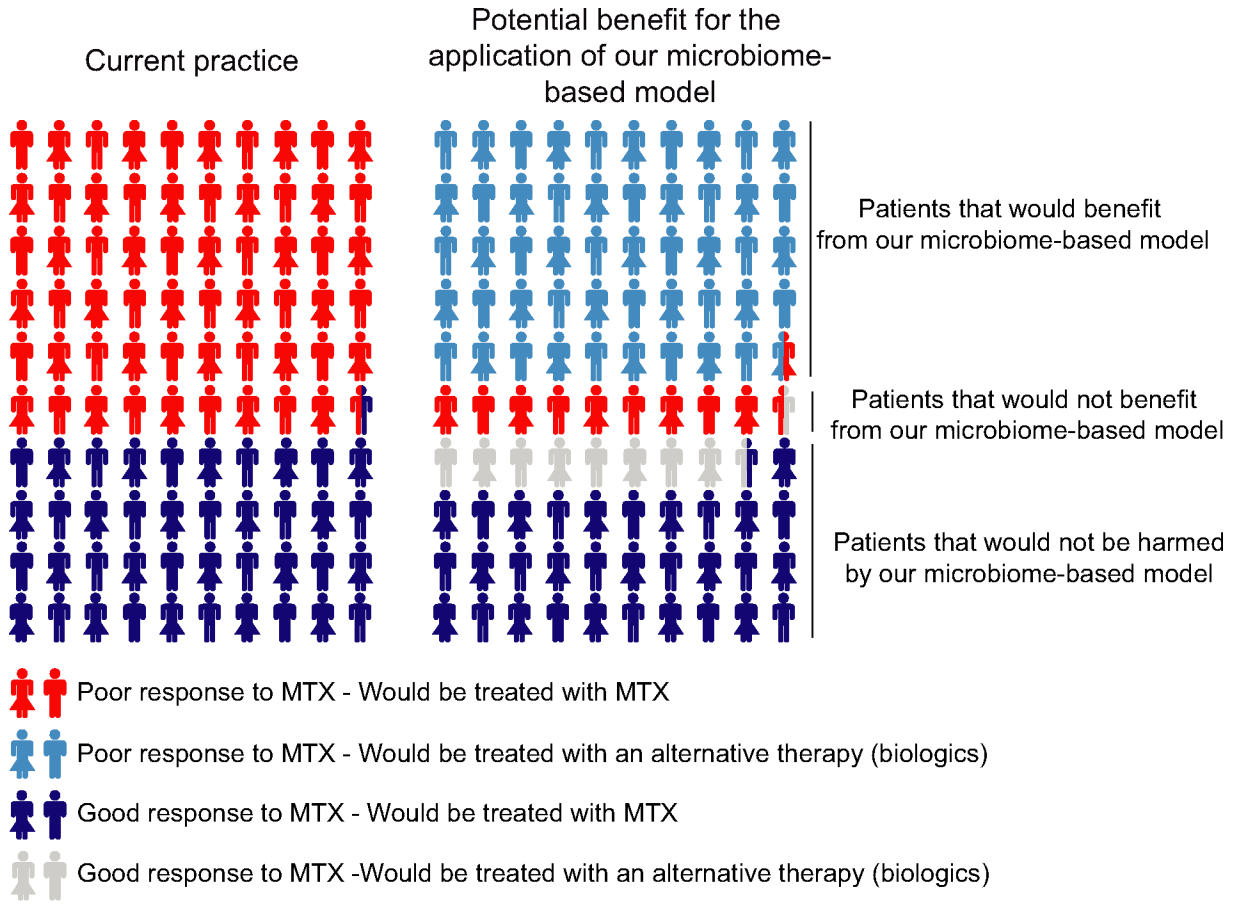 Current practice
Potential benefit for the
application of our microbiome-
based model
Patients that would benefit
from our microbiome-based model
Patients that would not benefit
from our microbiome-based model
Patients that would not be harmed
by our microbiome-based model
Poor response to MTX - Would be treated with MTX
Poor response to MTX - Would be treated with an alternative therapy (biologics)
Good response to MTX - Would be treated with MTX
Good response to MTX -Would be treated with an alternative therapy (biologics)